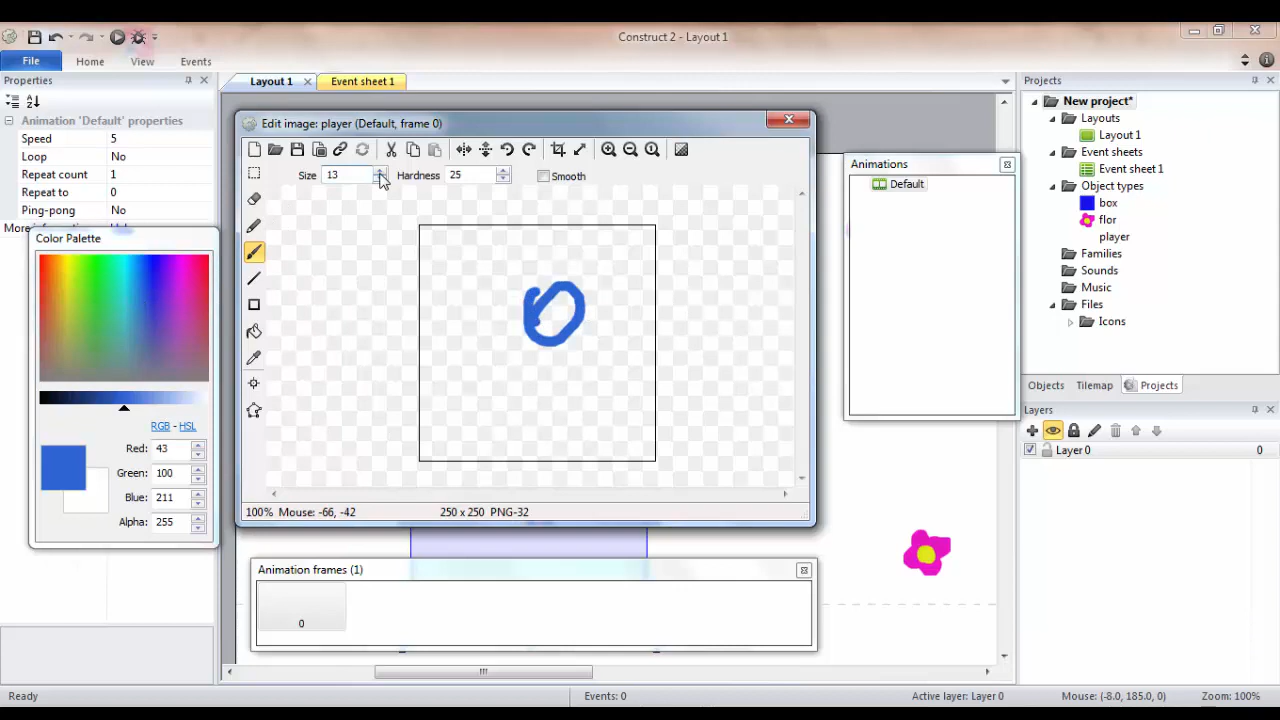 Construct 2 - Layout 1
File Home View Events
Properties
Animation 'Default' properties
Speed 5
Loop No
Repeat count 1
Repeat to 0
Ping-pong No
Color Palette
RGB - HSL
Red: 43
Green: 100
Blue: 211
Alpha: 255
Layout 1 Event sheet 1
Edit image: player (Default, frame 0)
Size 13 Hardness 25 Smooth
100% Mouse: -66, -42 250 x 250 PNG-32
Animation frames (1)
0
Animations
Default
Projects
New project*
Layouts
Layout 1
Event sheets
Event sheet 1
Object types
box
flor
player
Families
Sounds
Music
Files
Icons
Objects Tilemap Projects
Layers
Layer 0 0
Ready Events: 0 Active layer: Layer 0 Mouse: (-8.0, 185.0, 0) Zoom: 100%